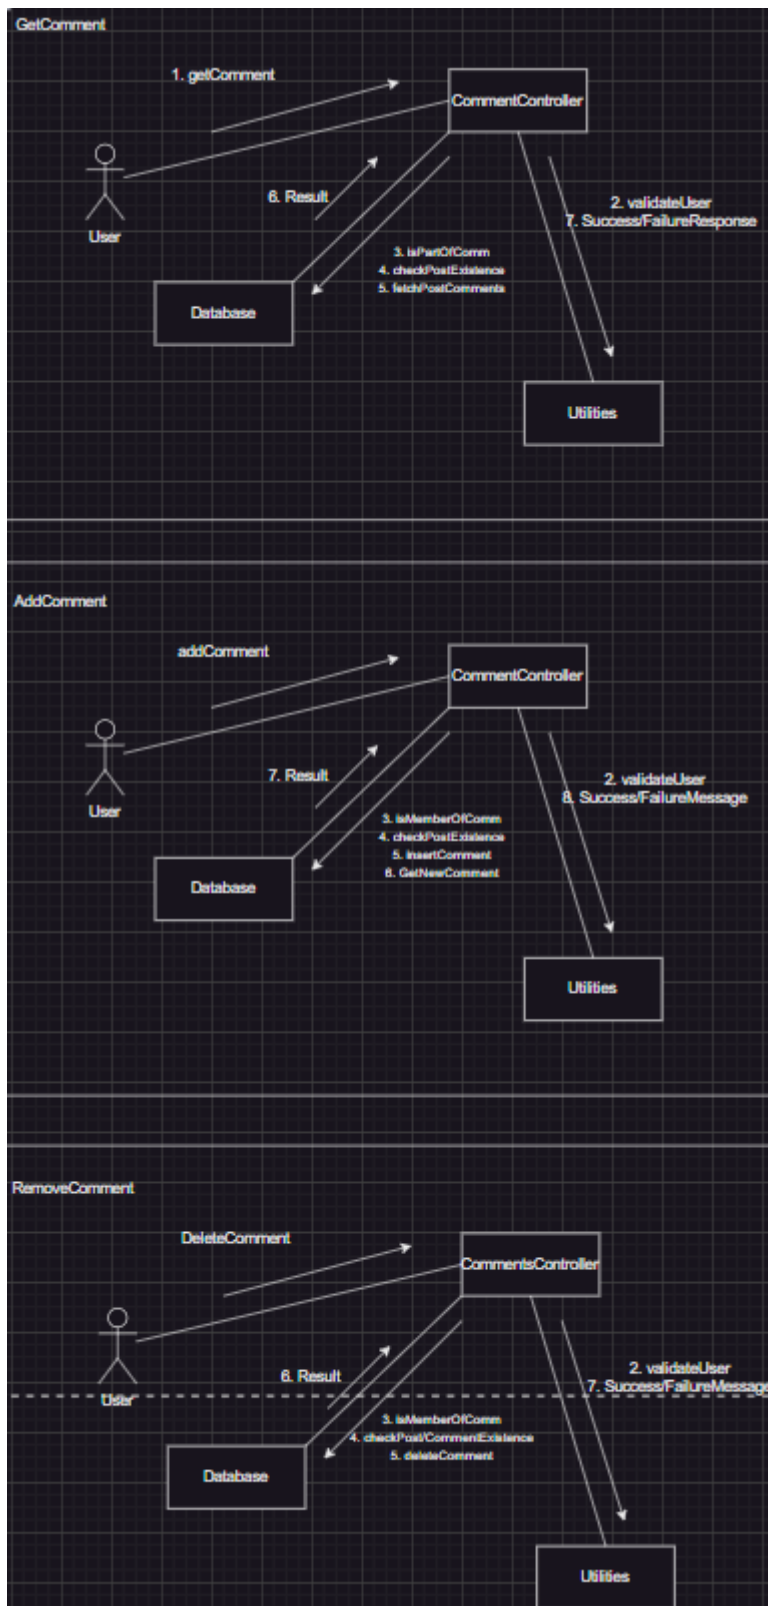 GetComment
1. getComment
CommentController
6. Result
2. validateUser
7. Success/FailureResponse
User
3. isPartOfComm
4. checkPostExistence
5. fetchPostComments
Database
Utilities
AddComment
addComment
CommentController
7. Result
2. validateUser
8. Success/FailureMessage
User
3. isMemberOfComm
4. checkPostExistence
5. InsertComment
6. GetNewComment
Database
Utilities
RemoveComment
DeleteComment
CommentsController
6. Result
2. validateUser
7. Success/FailureMessage
User
3. isMemberOfComm
4. checkPost/CommentExistence
5. deleteComment
Database
Utilities